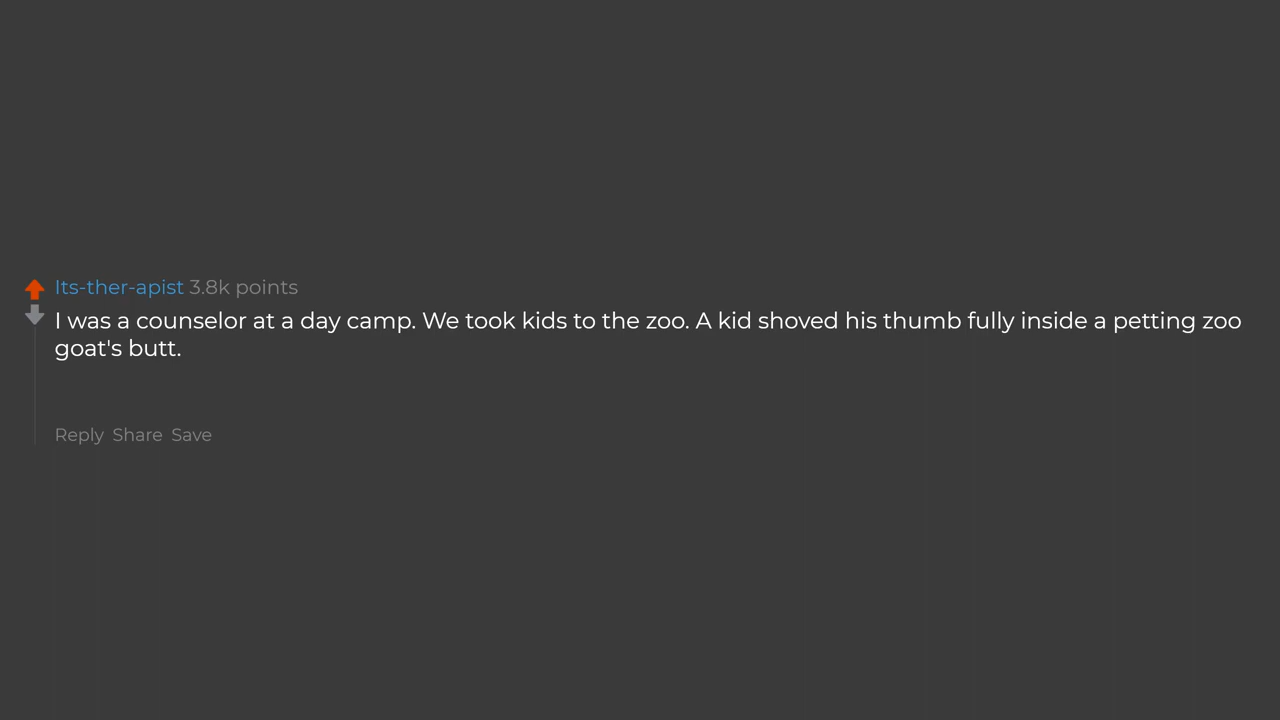 Its-ther-apist 3.8k points
I was a counselor at a day camp. We took kids to the zoo. A kid shoved his thumb fully inside a petting zoo
goat's butt.
Reply Share Save